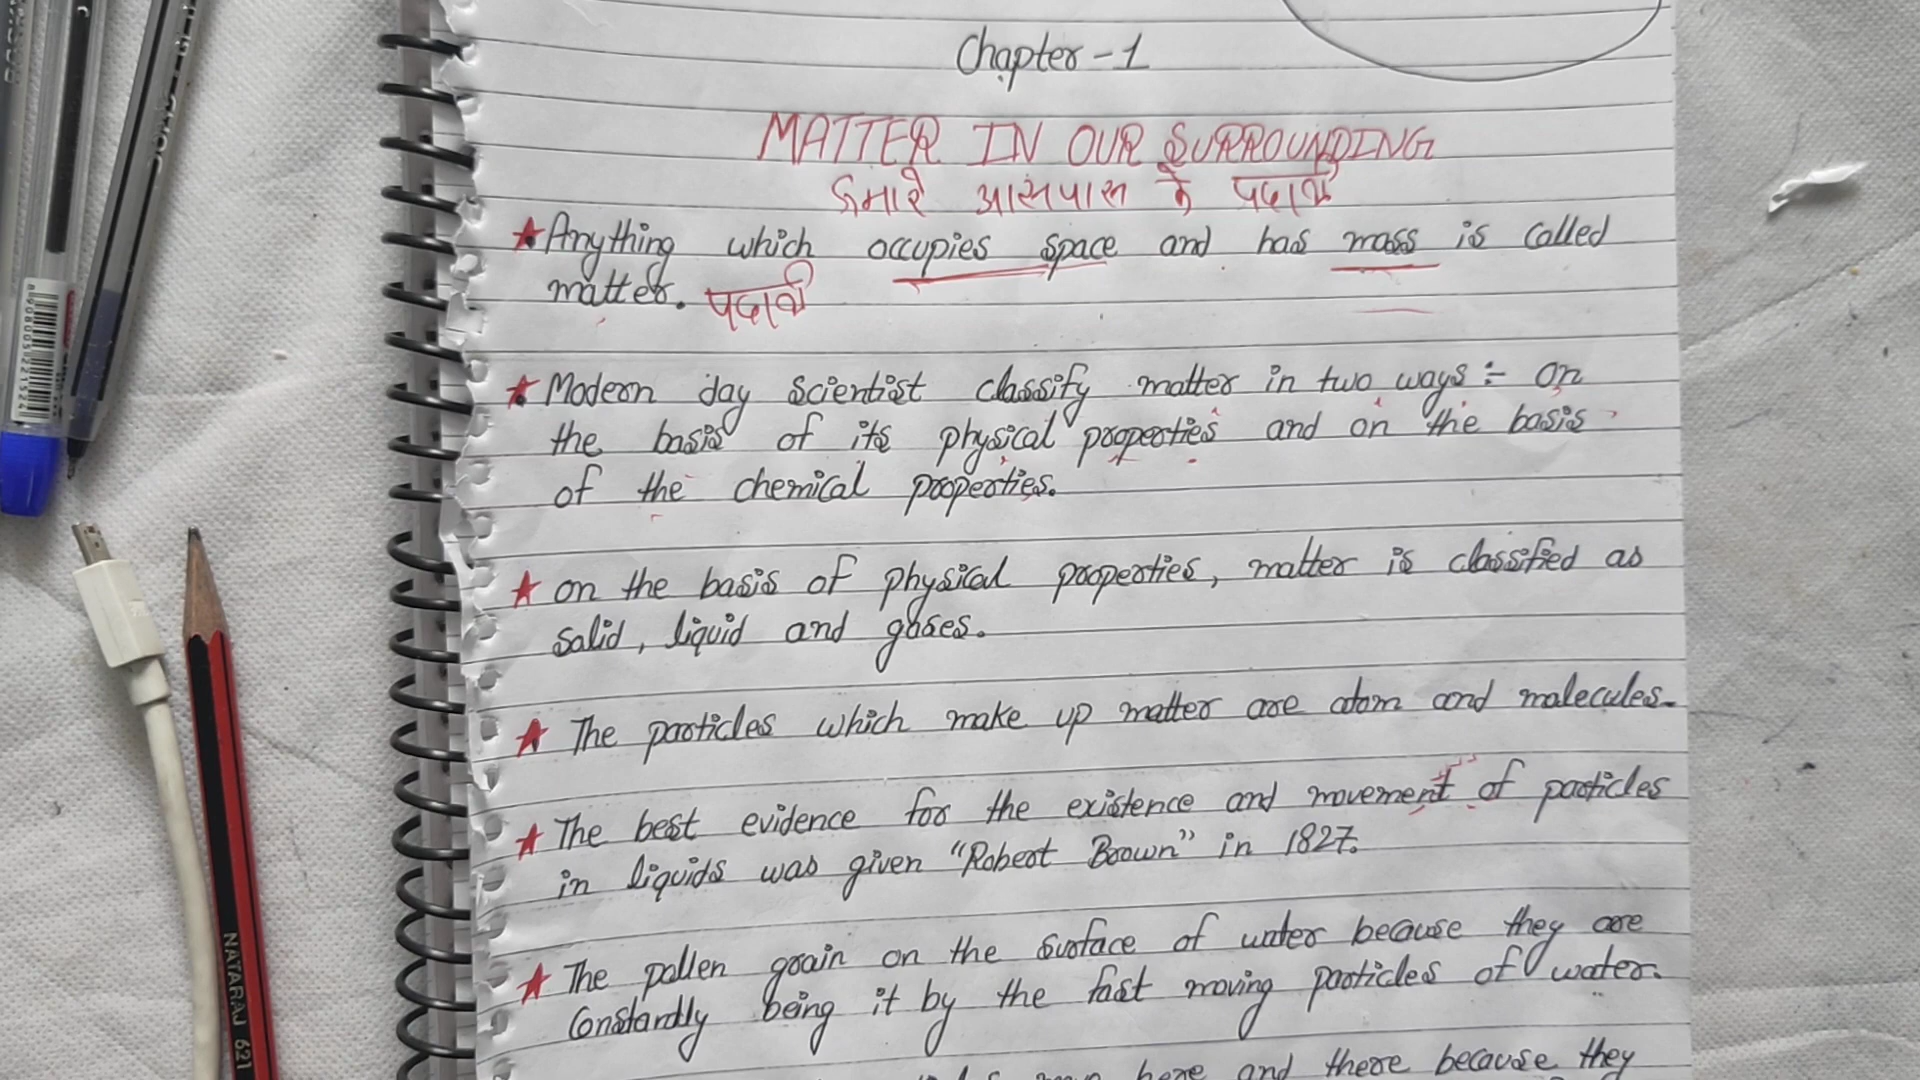 Chapter - 1
MATTER IN OUR SURROUNDING
हमारे आसपास के पदार्थ
★ Anything which occupies space and has mass is called
matter. पदार्थ
★ Modern day scientist classify matter in two ways :- on
the basis of its physical properties and on the basis
of the chemical properties.
★ on the basis of physical properties, matter is classified as
solid, liquid and gases.
★ The particles which make up matter are atom and molecules.
★ The best evidence for the existence and movement of particles
in liquids was given "Robert Brown" in 1827.
★ The pollen grain on the surface of water because they are
Constantly being it by the fast moving particles of water.
here and there because they
NATARAJ 621